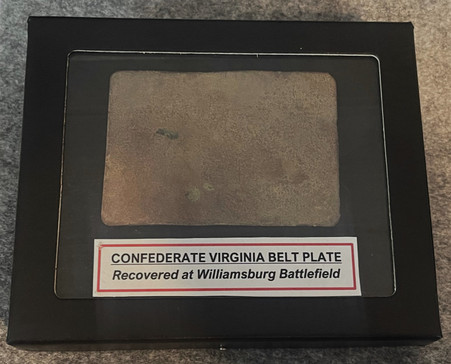 CONFEDERATE VIRGINIA BELT PLATE
Recovered at Williamsburg Battlefield